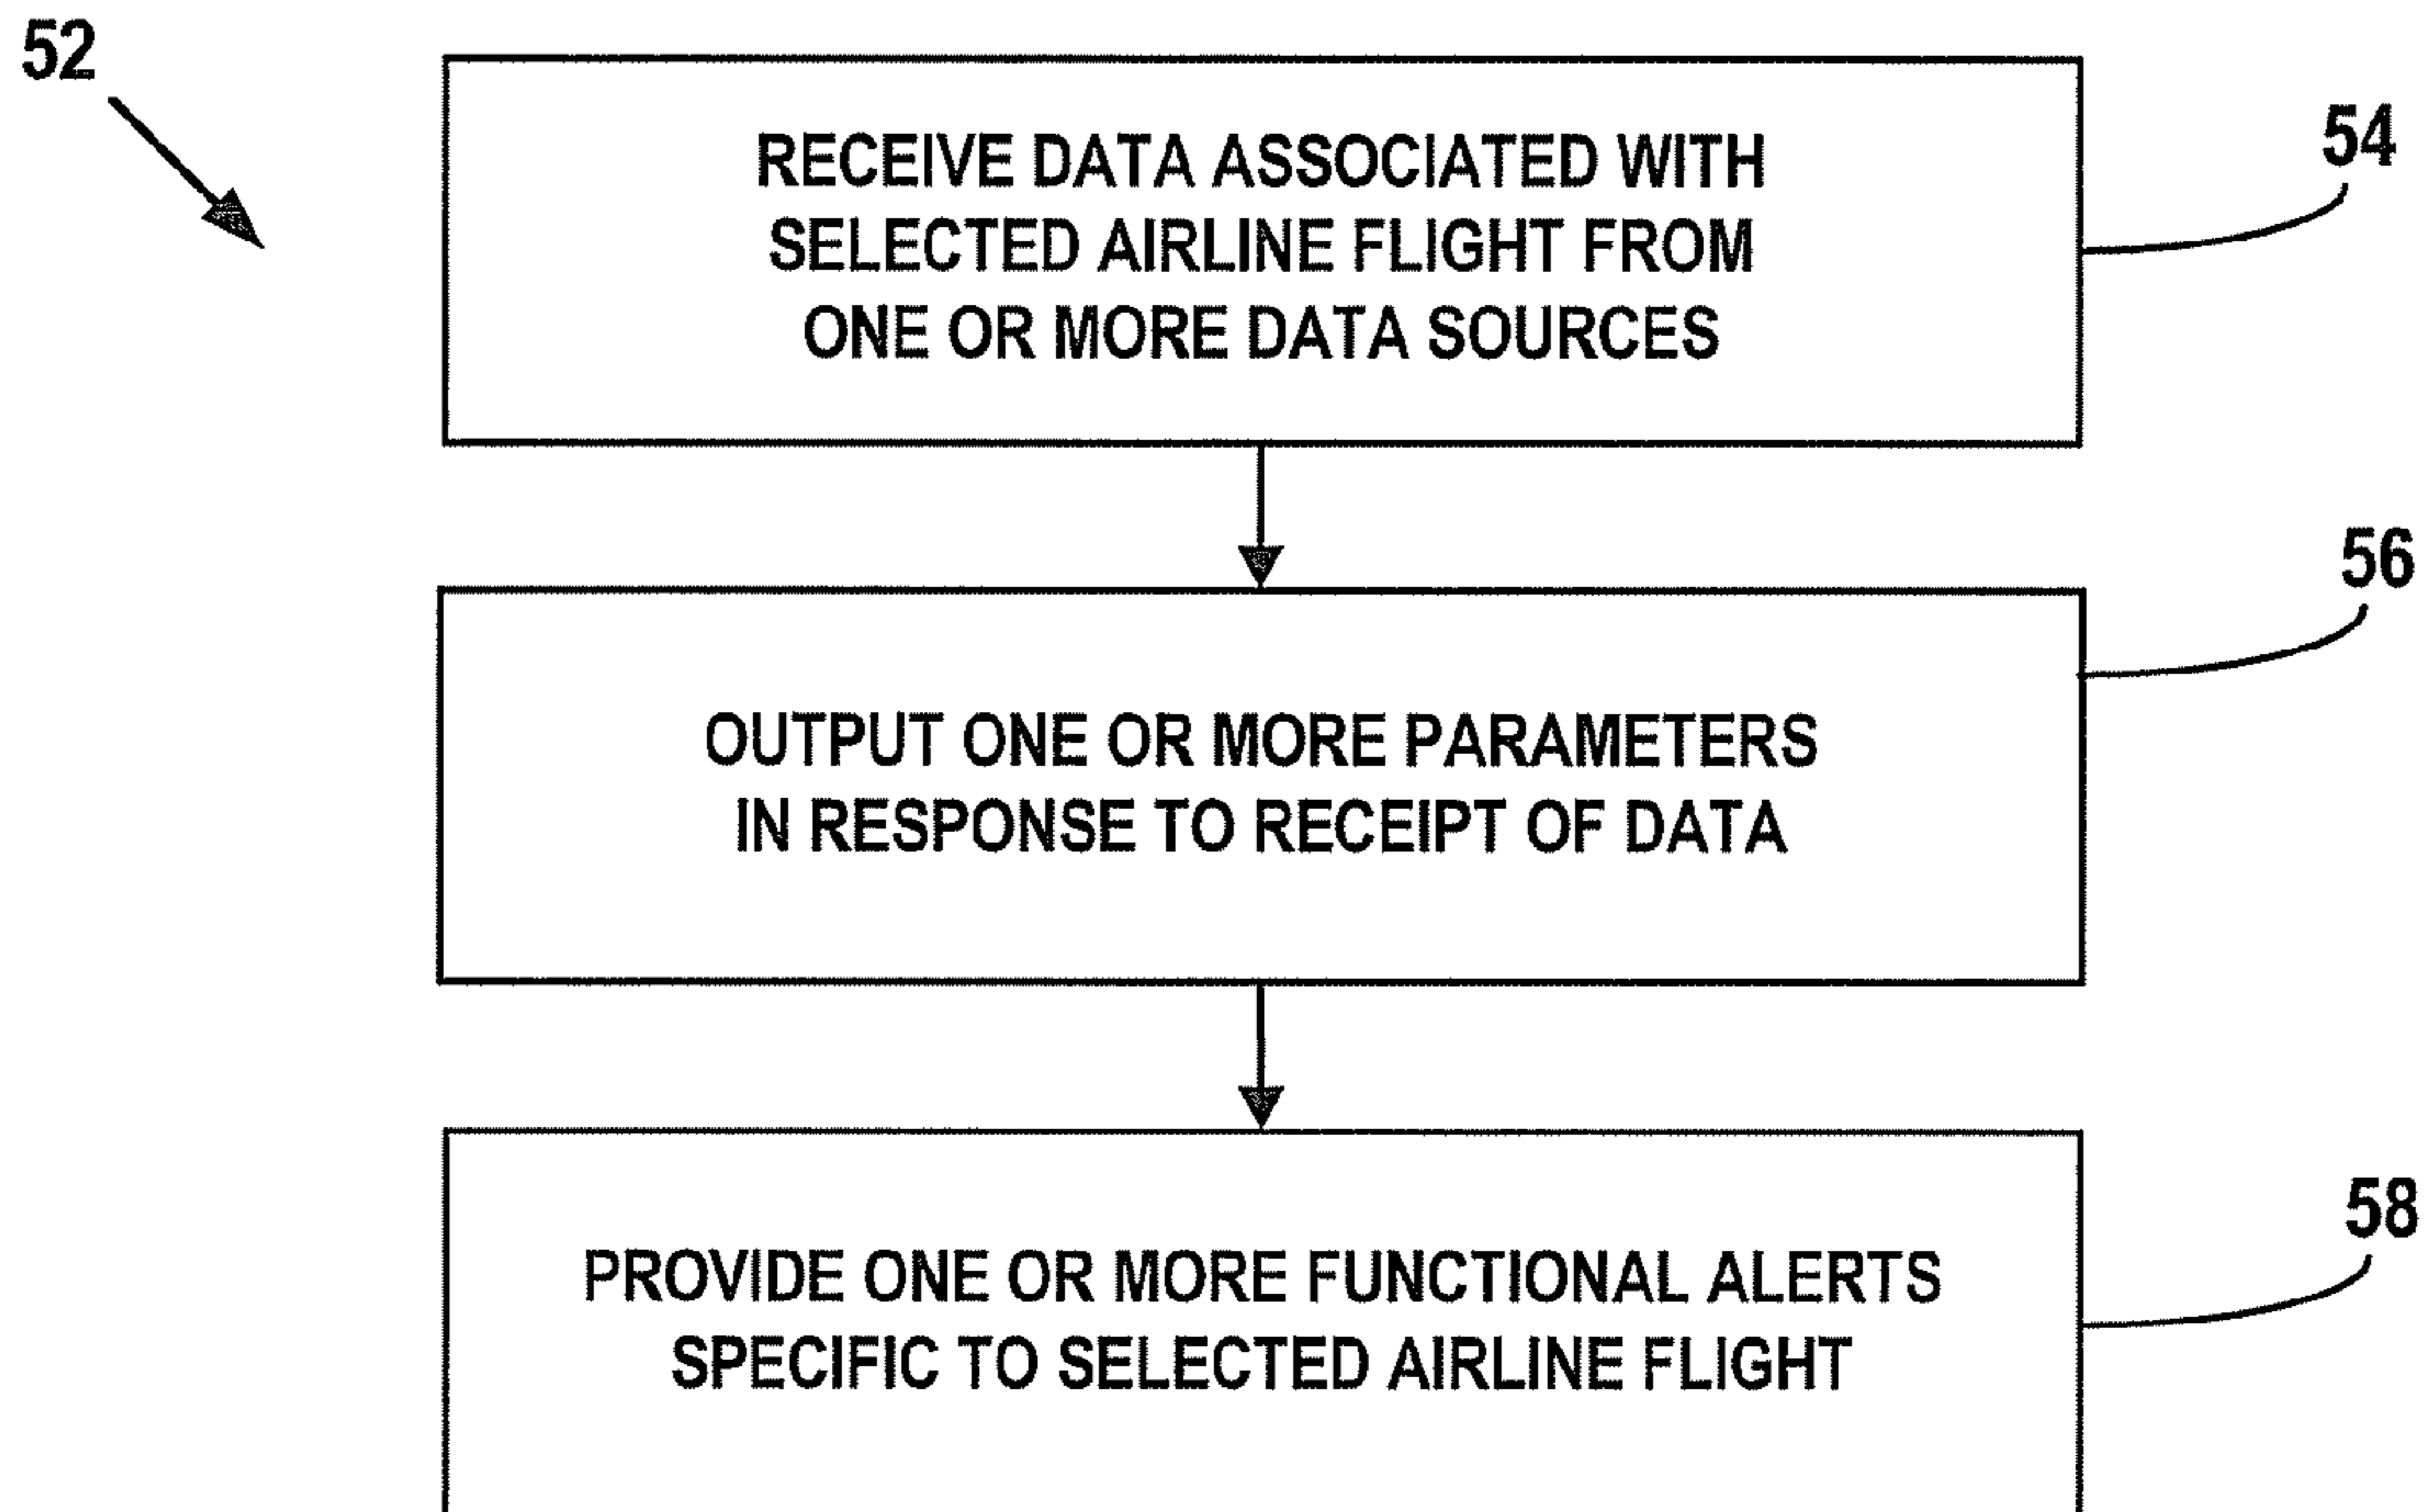 52
RECEIVE DATA ASSOCIATED WITH
SELECTED AIRLINE FLIGHT FROM
ONE OR MORE DATA SOURCES
54
OUTPUT ONE OR MORE PARAMETERS
IN RESPONSE TO RECEIPT OF DATA
56
PROVIDE ONE OR MORE FUNCTIONAL ALERTS
SPECIFIC TO SELECTED AIRLINE FLIGHT
58